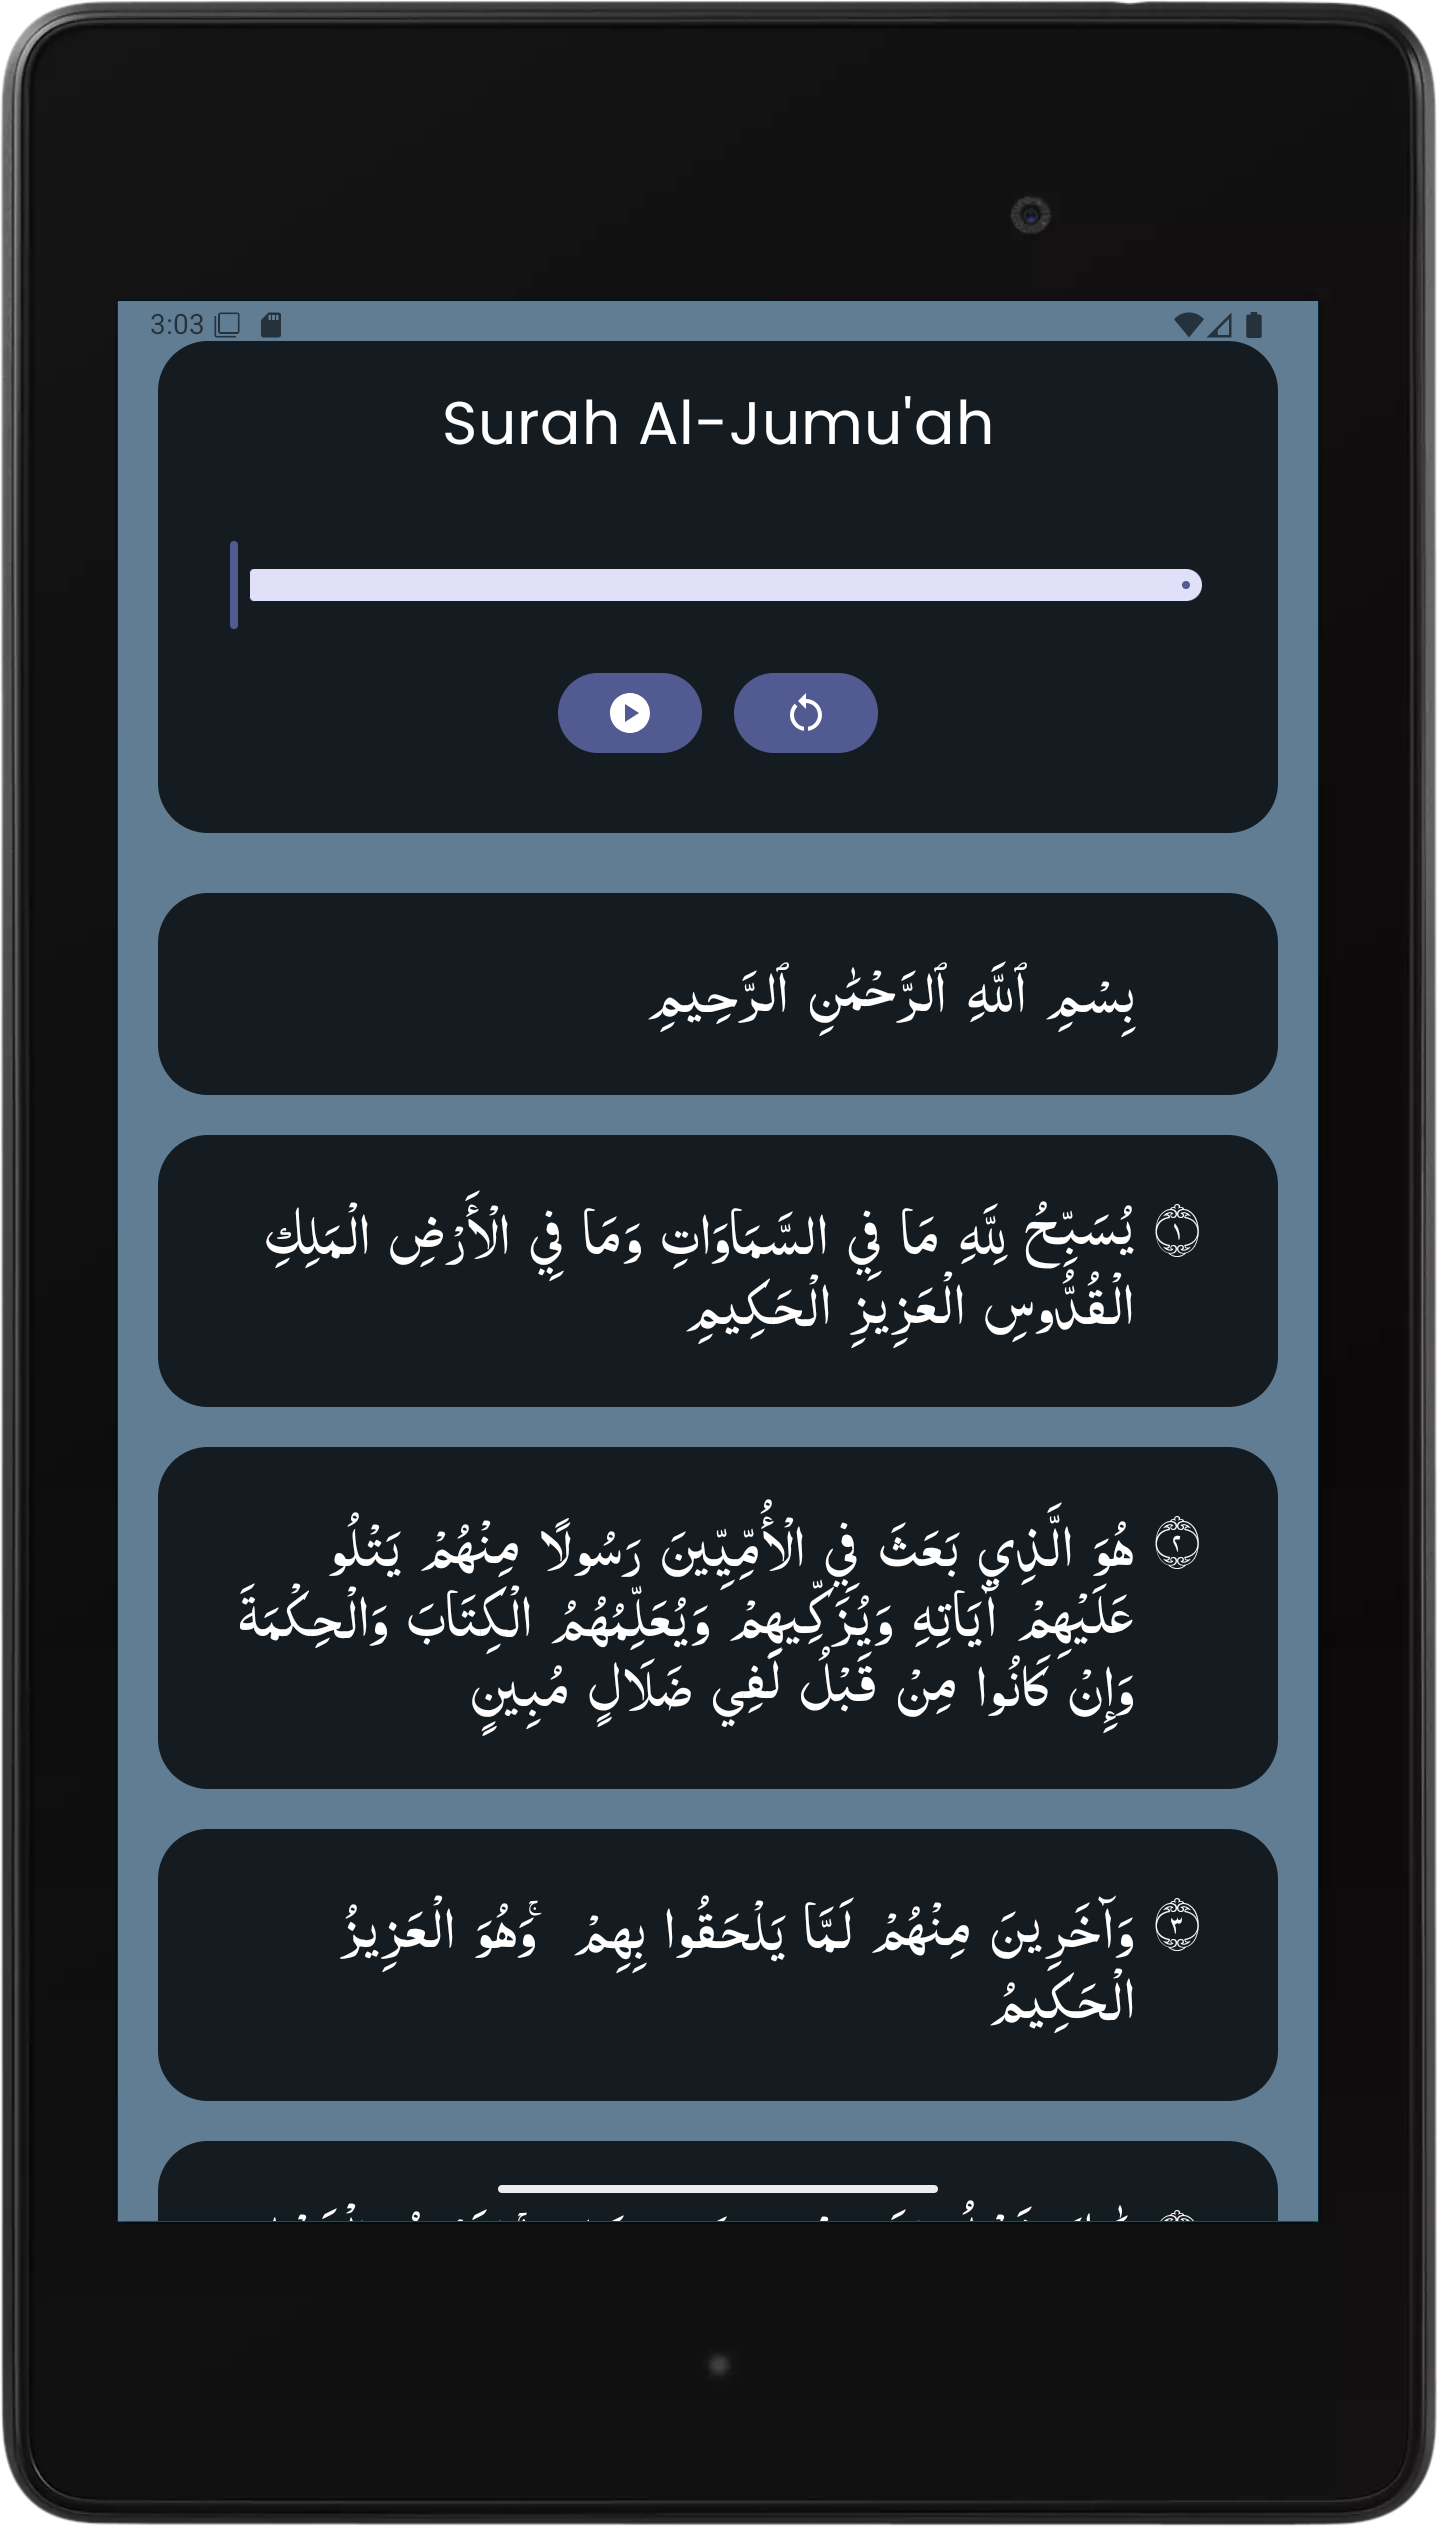 3:03
Surah Al-Jumu'ah
بِسْمِ ٱللَّهِ ٱلرَّحْمَٰنِ ٱلرَّحِيمِ
١ يُسَبِّحُ لِلَّهِ مَا فِي السَّمَاوَاتِ وَمَا فِي الْأَرْضِ الْمَلِكِ
الْقُدُّوسِ الْعَزِيزِ الْحَكِيمِ
٢ هُوَ الَّذِي بَعَثَ فِي الْأُمِّيِّينَ رَسُولًا مِنْهُمْ يَتْلُو
عَلَيْهِمْ آيَاتِهِ وَيُزَكِّيهِمْ وَيُعَلِّمُهُمُ الْكِتَابَ وَالْحِكْمَةَ
وَإِنْ كَانُوا مِنْ قَبْلُ لَفِي ضَلَالٍ مُبِينٍ
٣ وَآخَرِينَ مِنْهُمْ لَمَّا يَلْحَقُوا بِهِمْ ۚ وَهُوَ الْعَزِيزُ
الْحَكِيمُ